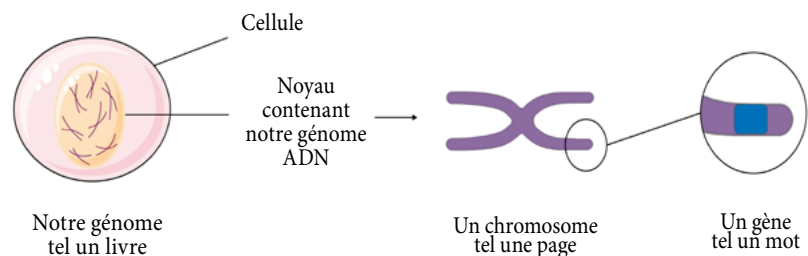 Cellule
Noyau
contenant
notre génome
ADN
Notre génome
tel un livre
Un chromosome
tel une page
Un gène
tel un mot